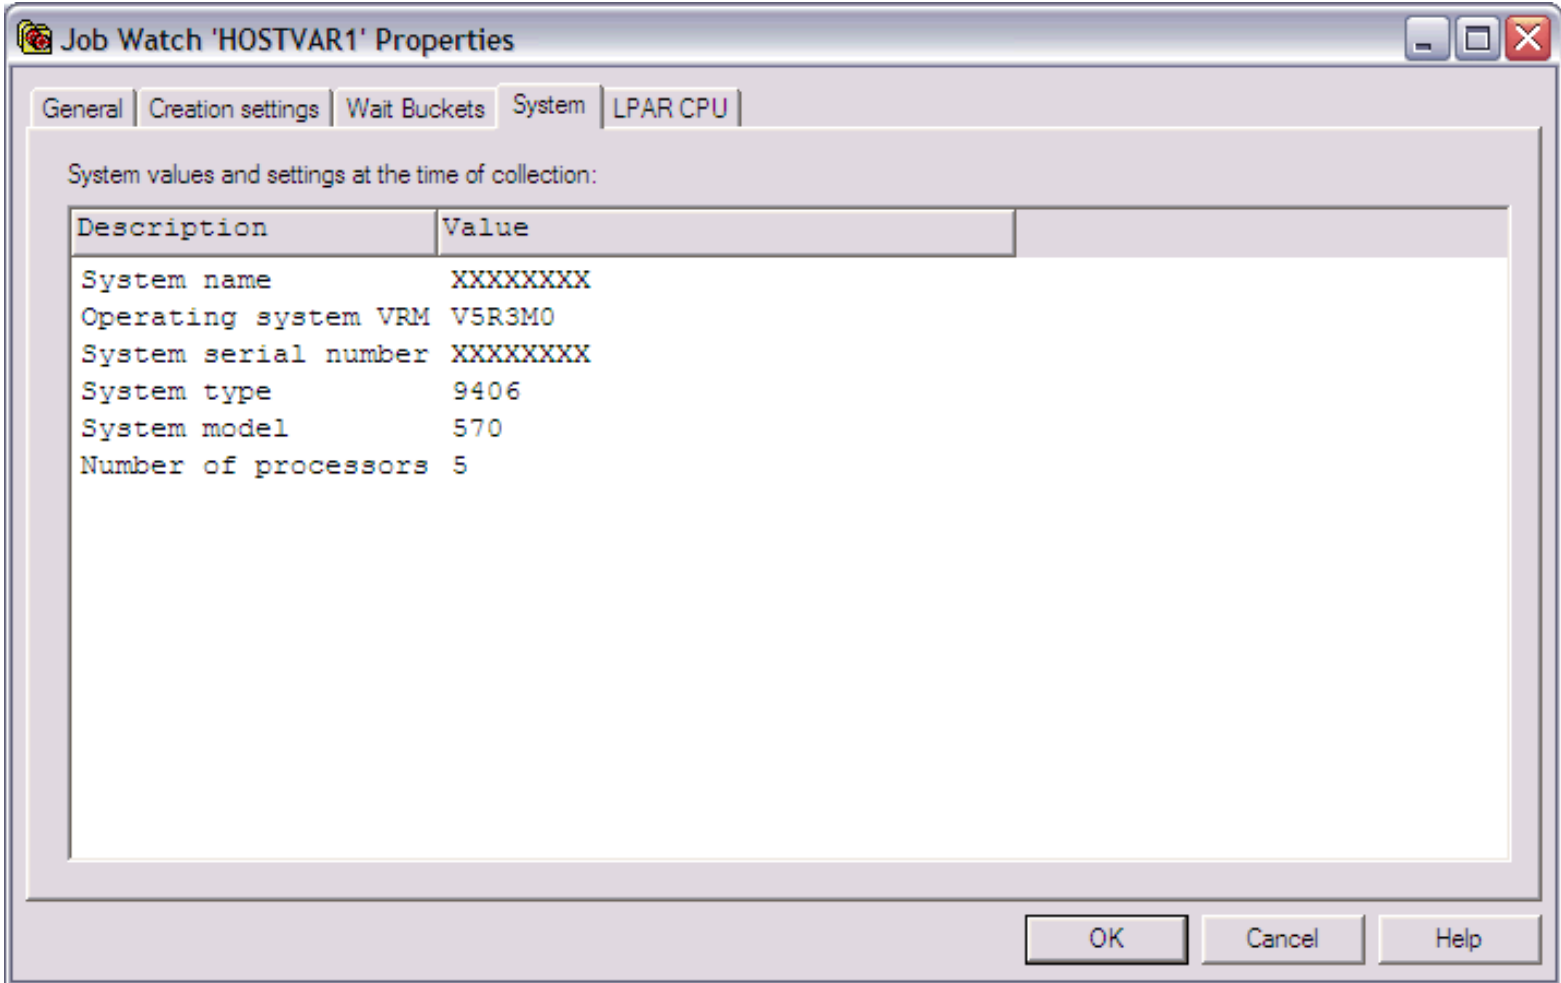 Job Watch 'HOSTVAR1' Properties
General Creation settings Wait Buckets System LPAR CPU
System values and settings at the time of collection:
Description Value
System name XXXXXXXX
Operating system VRM V5R3M0
System serial number XXXXXXXX
System type 9406
System model 570
Number of processors 5
OK Cancel Help